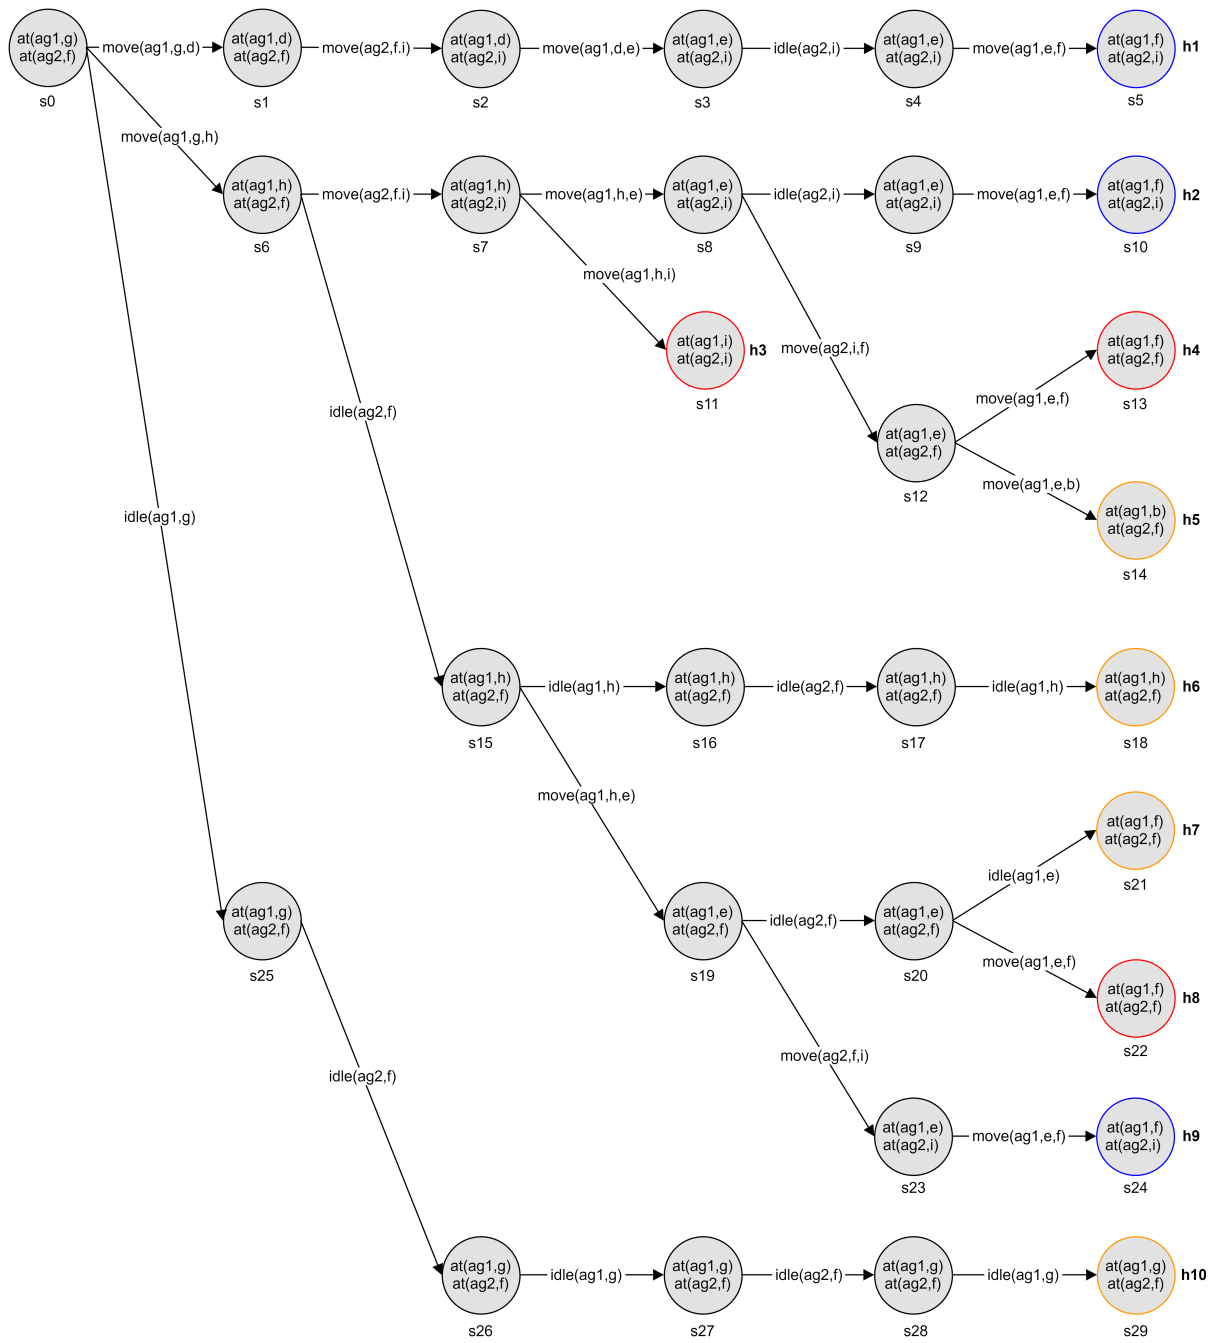 at(ag1,g)
at(ag2,f)
s0
move(ag1,g,d)
at(ag1,d)
at(ag2,f)
s1
move(ag2,f.i)
at(ag1,d)
at(ag2,i)
s2
move(ag1,d,e)
at(ag1,e)
at(ag2,i)
s3
idle(ag2,i)
at(ag1,e)
at(ag2,i)
s4
move(ag1,e,f)
at(ag1,f)
at(ag2,i)
s5
h1
move(ag1,g,h)
at(ag1,h)
at(ag2,f)
s6
move(ag2,f.i)
at(ag1,h)
at(ag2,i)
s7
move(ag1,h,e)
at(ag1,e)
at(ag2,i)
s8
idle(ag2,i)
at(ag1,e)
at(ag2,i)
s9
move(ag1,e,f)
at(ag1,f)
at(ag2,i)
s10
h2
move(ag1,h,i)
at(ag1,i)
at(ag2,i)
s11
h3
move(ag2,i,f)
at(ag1,e)
at(ag2,f)
s12
move(ag1,e,f)
at(ag1,f)
at(ag2,f)
s13
h4
move(ag1,e,b)
at(ag1,b)
at(ag2,f)
s14
h5
idle(ag2,f)
at(ag1,h)
at(ag2,f)
s15
idle(ag1,h)
at(ag1,h)
at(ag2,f)
s16
idle(ag2,f)
at(ag1,h)
at(ag2,f)
s17
idle(ag1,h)
at(ag1,h)
at(ag2,f)
s18
h6
move(ag1,h,e)
at(ag1,e)
at(ag2,f)
s19
idle(ag2,f)
at(ag1,e)
at(ag2,f)
s20
idle(ag1,e)
at(ag1,f)
at(ag2,f)
s21
h7
move(ag1,e,f)
at(ag1,f)
at(ag2,f)
s22
h8
move(ag2,f,i)
at(ag1,e)
at(ag2,i)
s23
move(ag1,e,f)
at(ag1,f)
at(ag2,i)
s24
h9
idle(ag1,g)
at(ag1,g)
at(ag2,f)
s25
idle(ag2,f)
at(ag1,g)
at(ag2,f)
s26
idle(ag1,g)
at(ag1,g)
at(ag2,f)
s27
idle(ag2,f)
at(ag1,g)
at(ag2,f)
s28
idle(ag1,g)
at(ag1,g)
at(ag2,f)
s29
h10